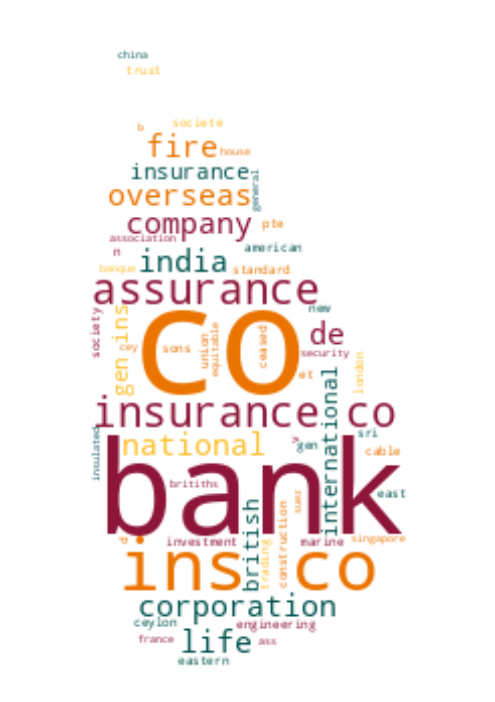 china
trust
societe
b
fire house
insurance
general
overseas
company pte
association
american
n
india
banque standard
assurance
new
society
gen ins
co
de
cey sons
union
equitable
ceased
security
london
et
international
insurance co
sri
national
gen
cable
insulated
bank
britiths
suez
east
british
construction
d
investment
trading
marine singapore
ins co
corporation
ceylon engineering
france life ass
eastern